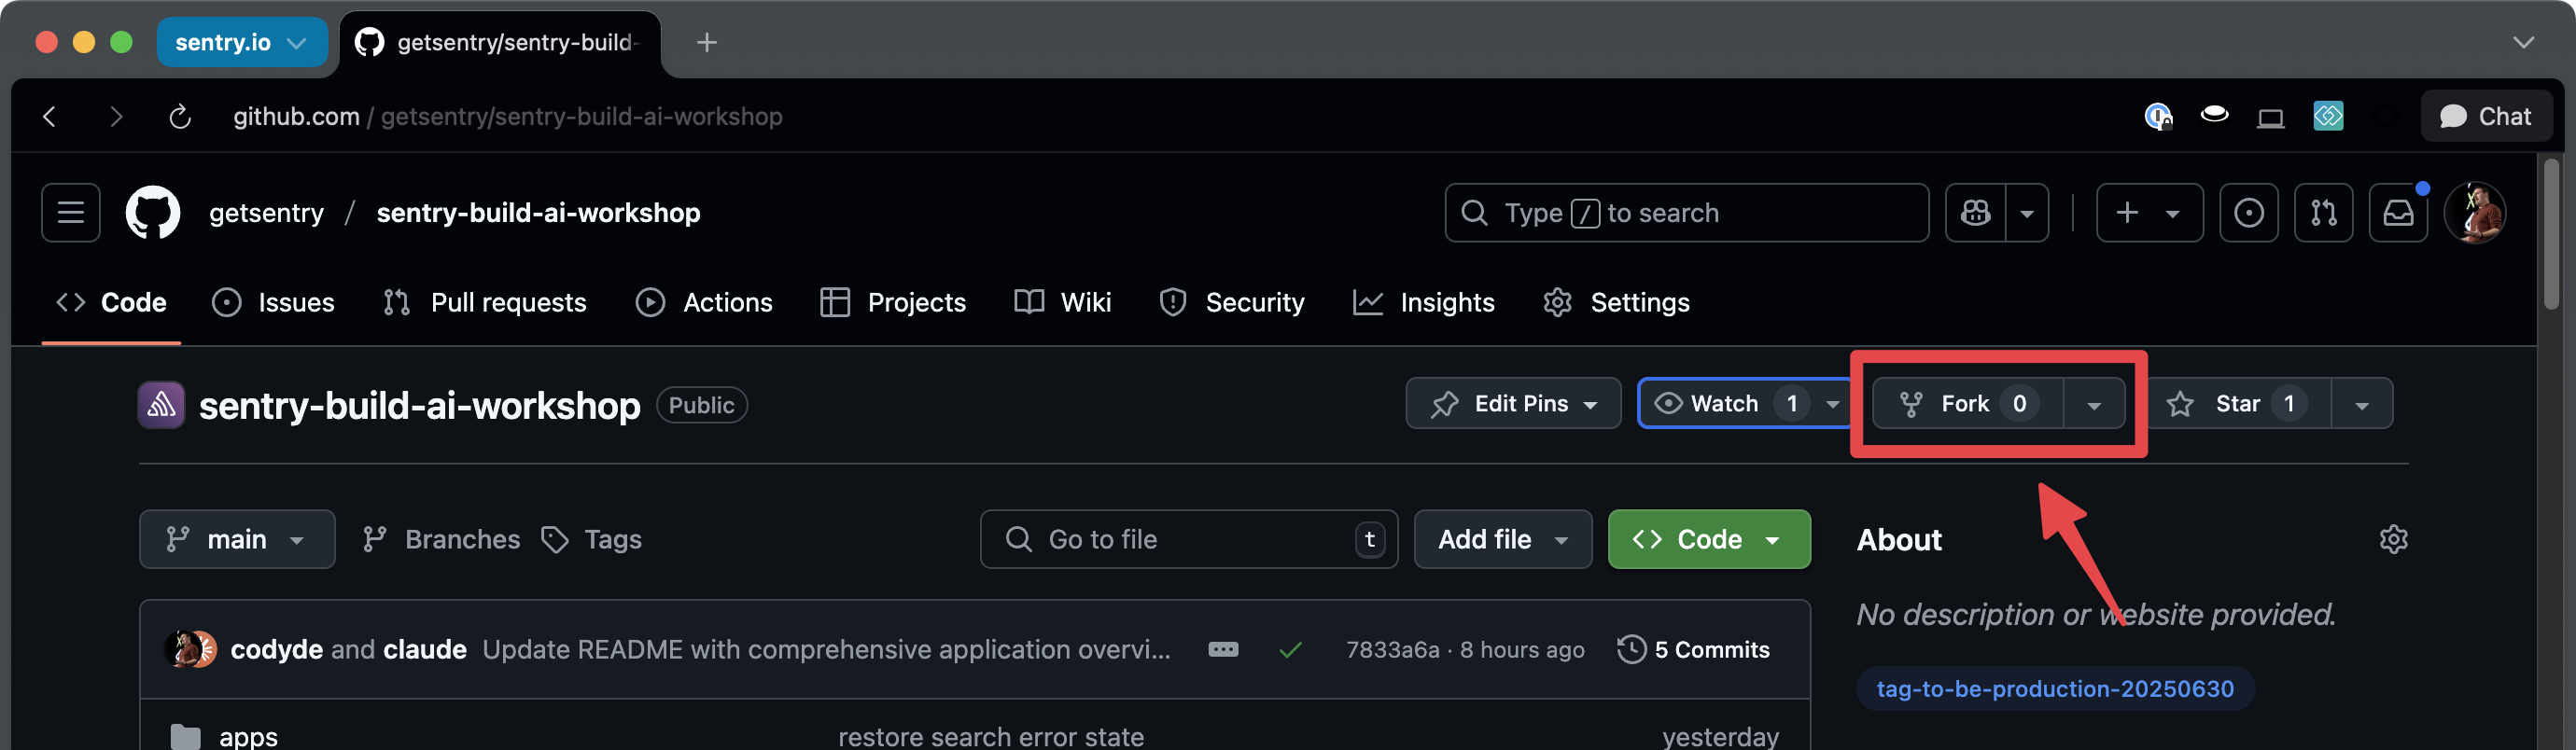 sentry.io
getsentry/sentry-build-
github.com / getsentry/sentry-build-ai-workshop
Chat
getsentry / sentry-build-ai-workshop
Type / to search
Code Issues Pull requests Actions Projects Wiki Security Insights Settings
sentry-build-ai-workshop Public
Edit Pins Watch 1 Fork 0 Star 1
main Branches Tags Go to file t Add file Code
About
No description or website provided.
tag-to-be-production-20250630
codyde and claude Update README with comprehensive application overvi... 7833a6a · 8 hours ago 5 Commits
apps restore search error state yesterday